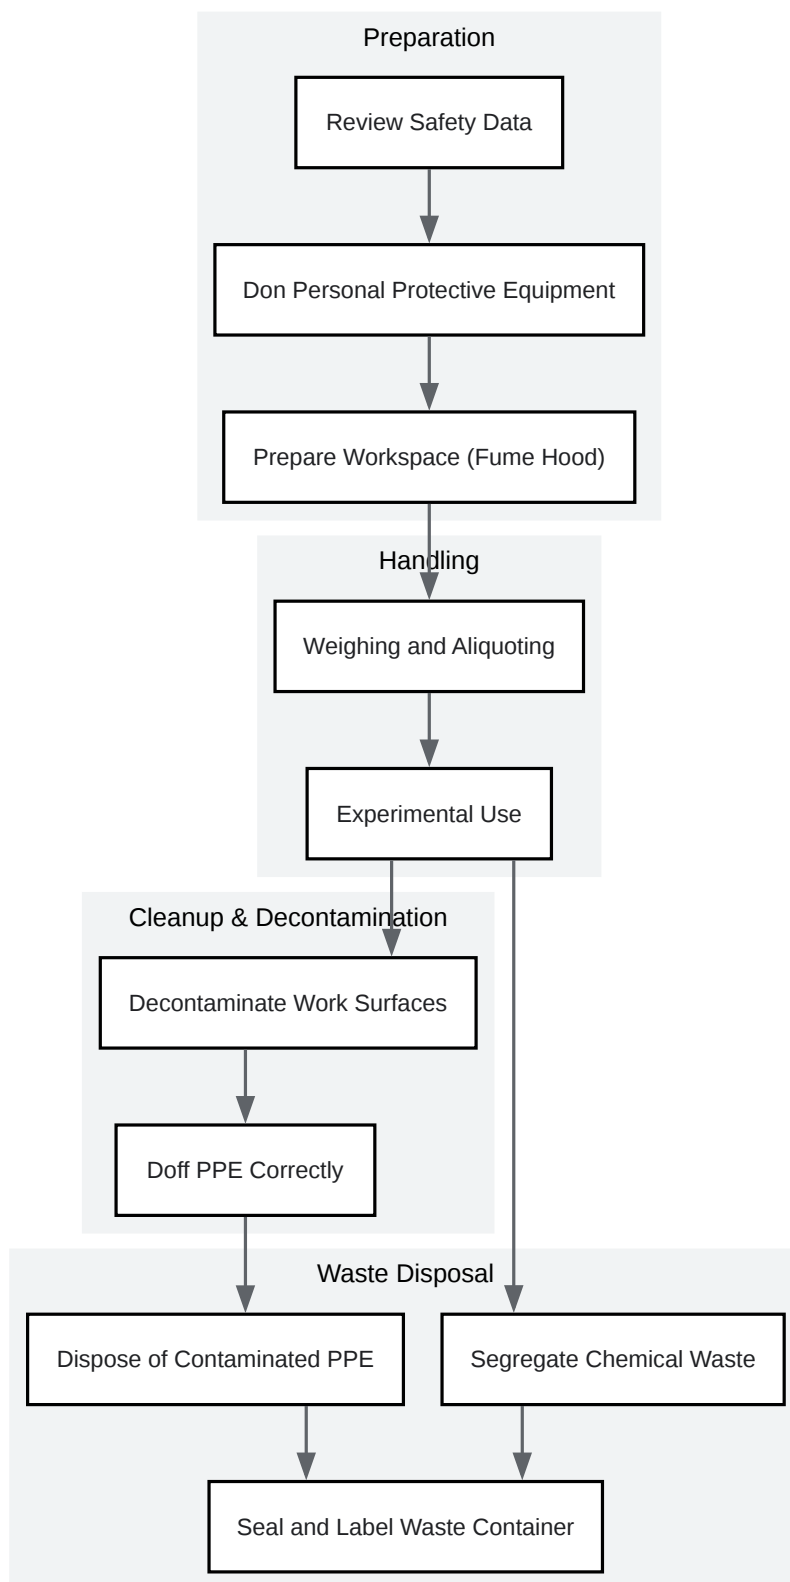 Preparation
Review Safety Data
Don Personal Protective Equipment
Prepare Workspace (Fume Hood)
Handling
Weighing and Aliquoting
Experimental Use
Cleanup & Decontamination
Decontaminate Work Surfaces
Doff PPE Correctly
Waste Disposal
Dispose of Contaminated PPE
Segregate Chemical Waste
Seal and Label Waste Container